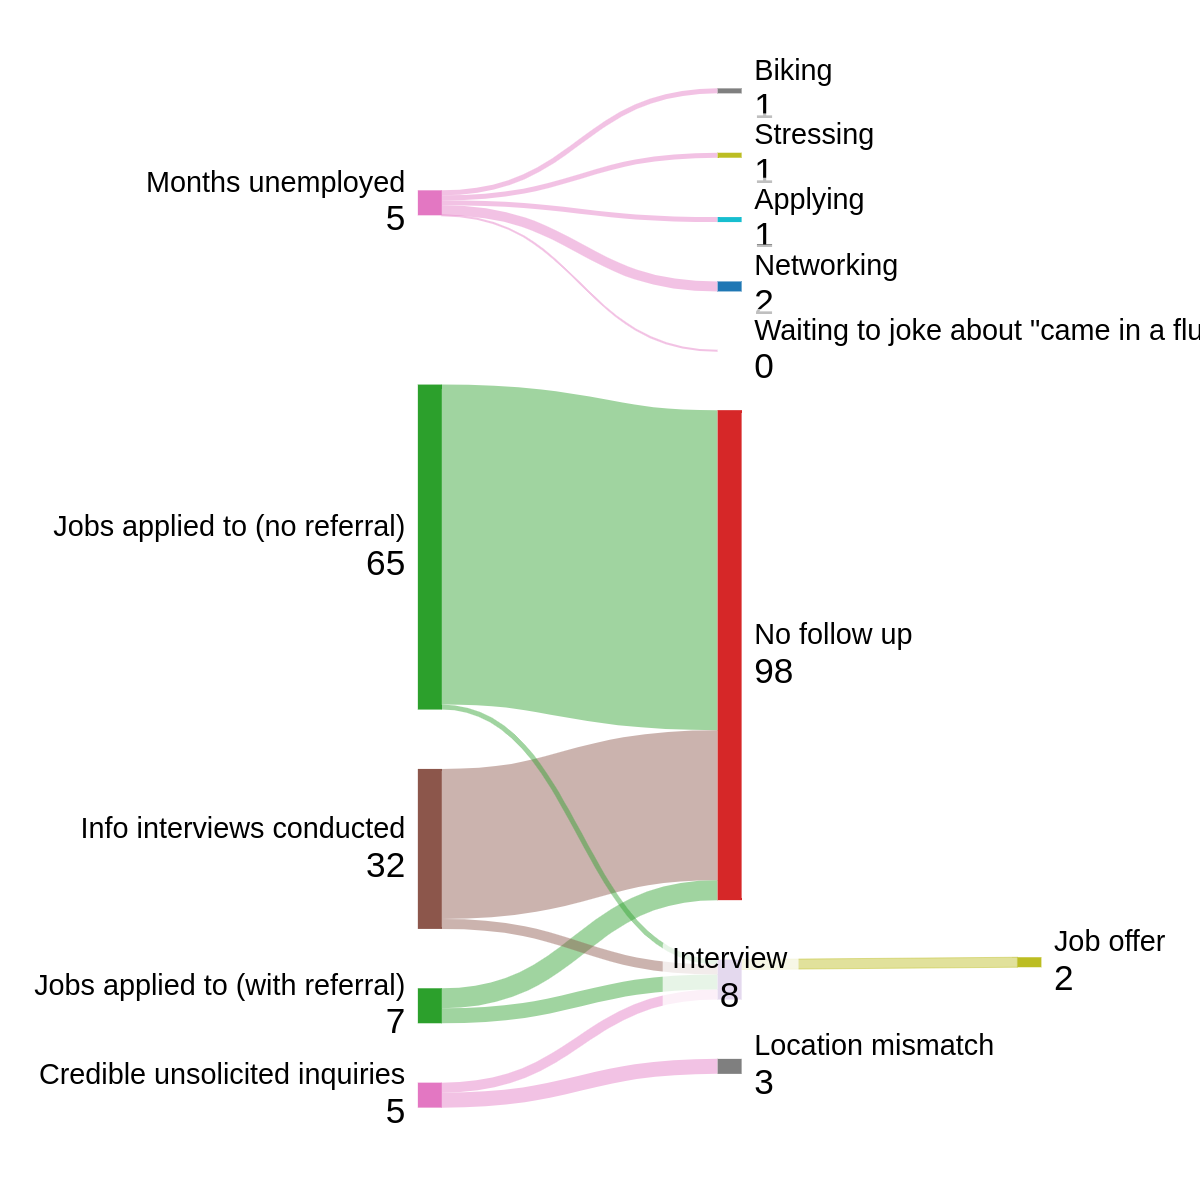 Biking
1
Stressing
1
Months unemployed
5
Applying
1
Networking
2
Waiting to joke about "came in a flu
0
Jobs applied to (no referral)
65
No follow up
98
Info interviews conducted
32
Interview
8
Job offer
2
Jobs applied to (with referral)
7
Location mismatch
3
Credible unsolicited inquiries
5